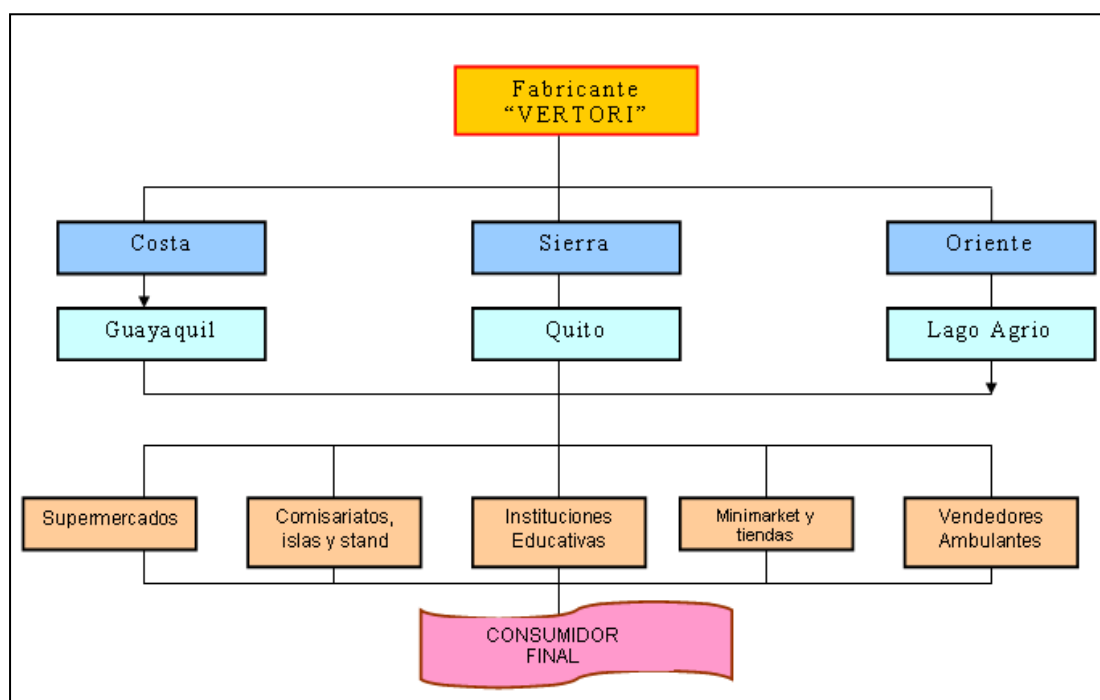 Fabricante
“VERTORI”
Costa
Sierra
Oriente
Guayaquil
Quito
Lago Agrio
Supermercados
Comisariatos,
islas y stand
Instituciones
Educativas
Minimarket y
tiendas
Vendedores
Ambulantes
CONSUMIDOR
FINAL